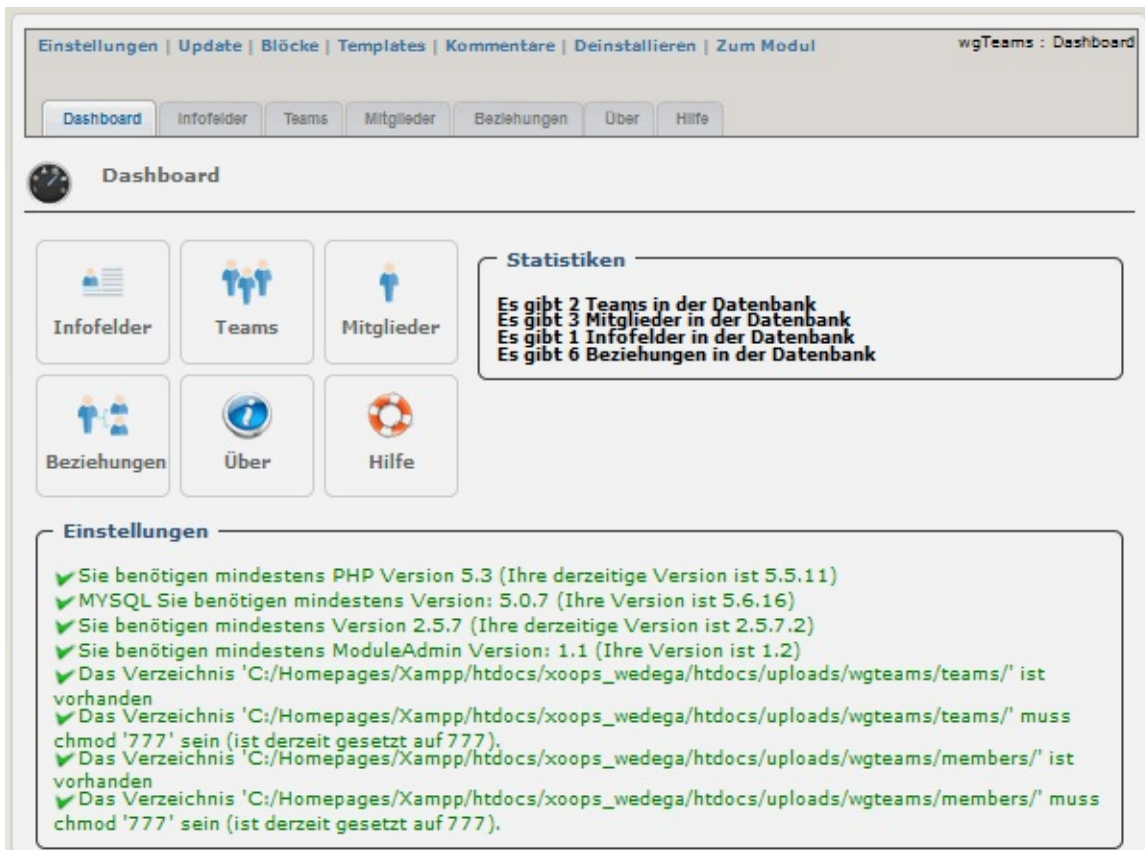 Einstellungen | Update | Blöcke | Templates | Kommentare | Deinstallieren | Zum Modul
wgTeams : Dashboard
Dashboard
Infofelder
Teams
Mitglieder
Beziehungen
Über
Hilfe
Dashboard
Infofelder
Teams
Mitglieder
Statistiken
Es gibt 2 Teams in der Datenbank
Es gibt 3 Mitglieder in der Datenbank
Es gibt 1 Infofelder in der Datenbank
Es gibt 6 Beziehungen in der Datenbank
Beziehungen
Über
Hilfe
Einstellungen
Sie benötigen mindestens PHP Version 5.3 (Ihre derzeitige Version ist 5.5.11)
MYSQL Sie benötigen mindestens Version: 5.0.7 (Ihre Version ist 5.6.16)
Sie benötigen mindestens Version 2.5.7 (Ihre derzeitige Version ist 2.5.7.2)
Sie benötigen mindestens ModuleAdmin Version: 1.1 (Ihre Version ist 1.2)
Das Verzeichnis 'C:/Homepages/Xampp/htdocs/xoops_wedega/htdocs/uploads/wgteams/teams/' ist
vorhanden
Das Verzeichnis 'C:/Homepages/Xampp/htdocs/xoops_wedega/htdocs/uploads/wgteams/teams/' muss
chmod '777' sein (ist derzeit gesetzt auf 777).
Das Verzeichnis 'C:/Homepages/Xampp/htdocs/xoops_wedega/htdocs/uploads/wgteams/members/' ist
vorhanden
Das Verzeichnis 'C:/Homepages/Xampp/htdocs/xoops_wedega/htdocs/uploads/wgteams/members/' muss
chmod '777' sein (ist derzeit gesetzt auf 777).